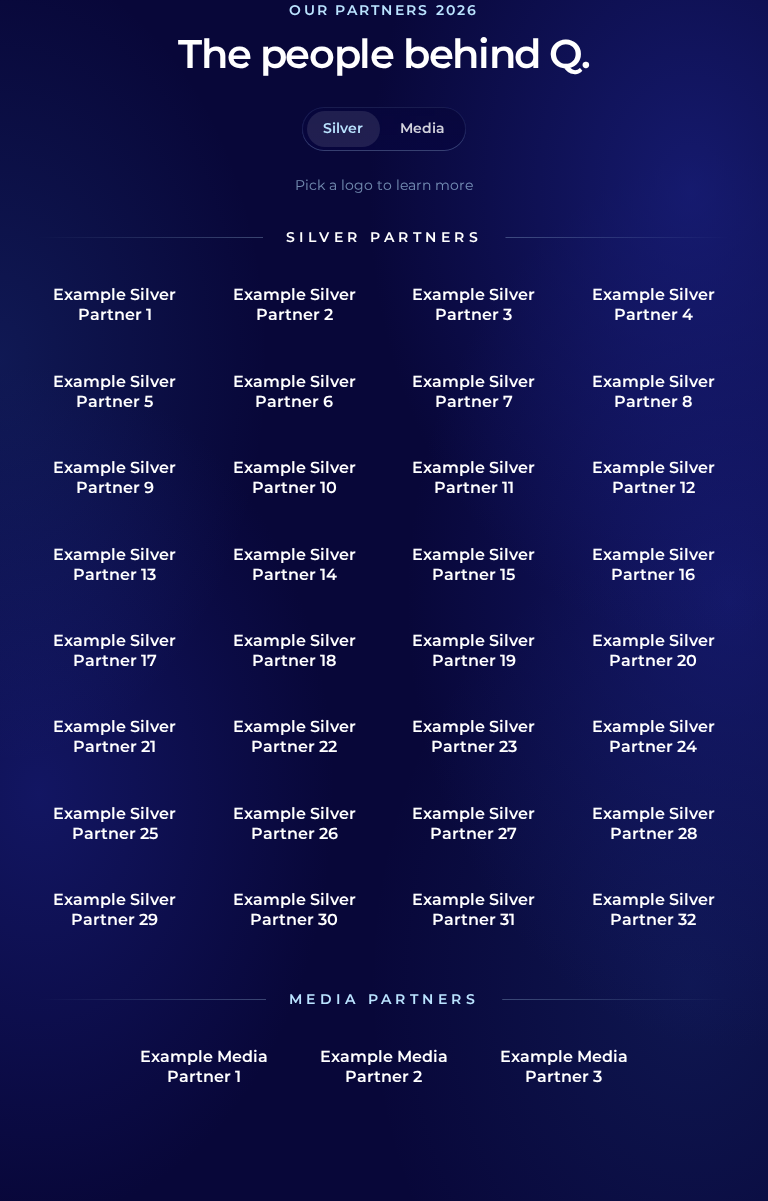 OUR PARTNERS 2026
The people behind Q.
Silver
Media
Pick a logo to learn more
SILVER PARTNERS
Example Silver
Partner 1
Example Silver
Partner 2
Example Silver
Partner 3
Example Silver
Partner 4
Example Silver
Partner 5
Example Silver
Partner 6
Example Silver
Partner 7
Example Silver
Partner 8
Example Silver
Partner 9
Example Silver
Partner 10
Example Silver
Partner 11
Example Silver
Partner 12
Example Silver
Partner 13
Example Silver
Partner 14
Example Silver
Partner 15
Example Silver
Partner 16
Example Silver
Partner 17
Example Silver
Partner 18
Example Silver
Partner 19
Example Silver
Partner 20
Example Silver
Partner 21
Example Silver
Partner 22
Example Silver
Partner 23
Example Silver
Partner 24
Example Silver
Partner 25
Example Silver
Partner 26
Example Silver
Partner 27
Example Silver
Partner 28
Example Silver
Partner 29
Example Silver
Partner 30
Example Silver
Partner 31
Example Silver
Partner 32
MEDIA PARTNERS
Example Media
Partner 1
Example Media
Partner 2
Example Media
Partner 3